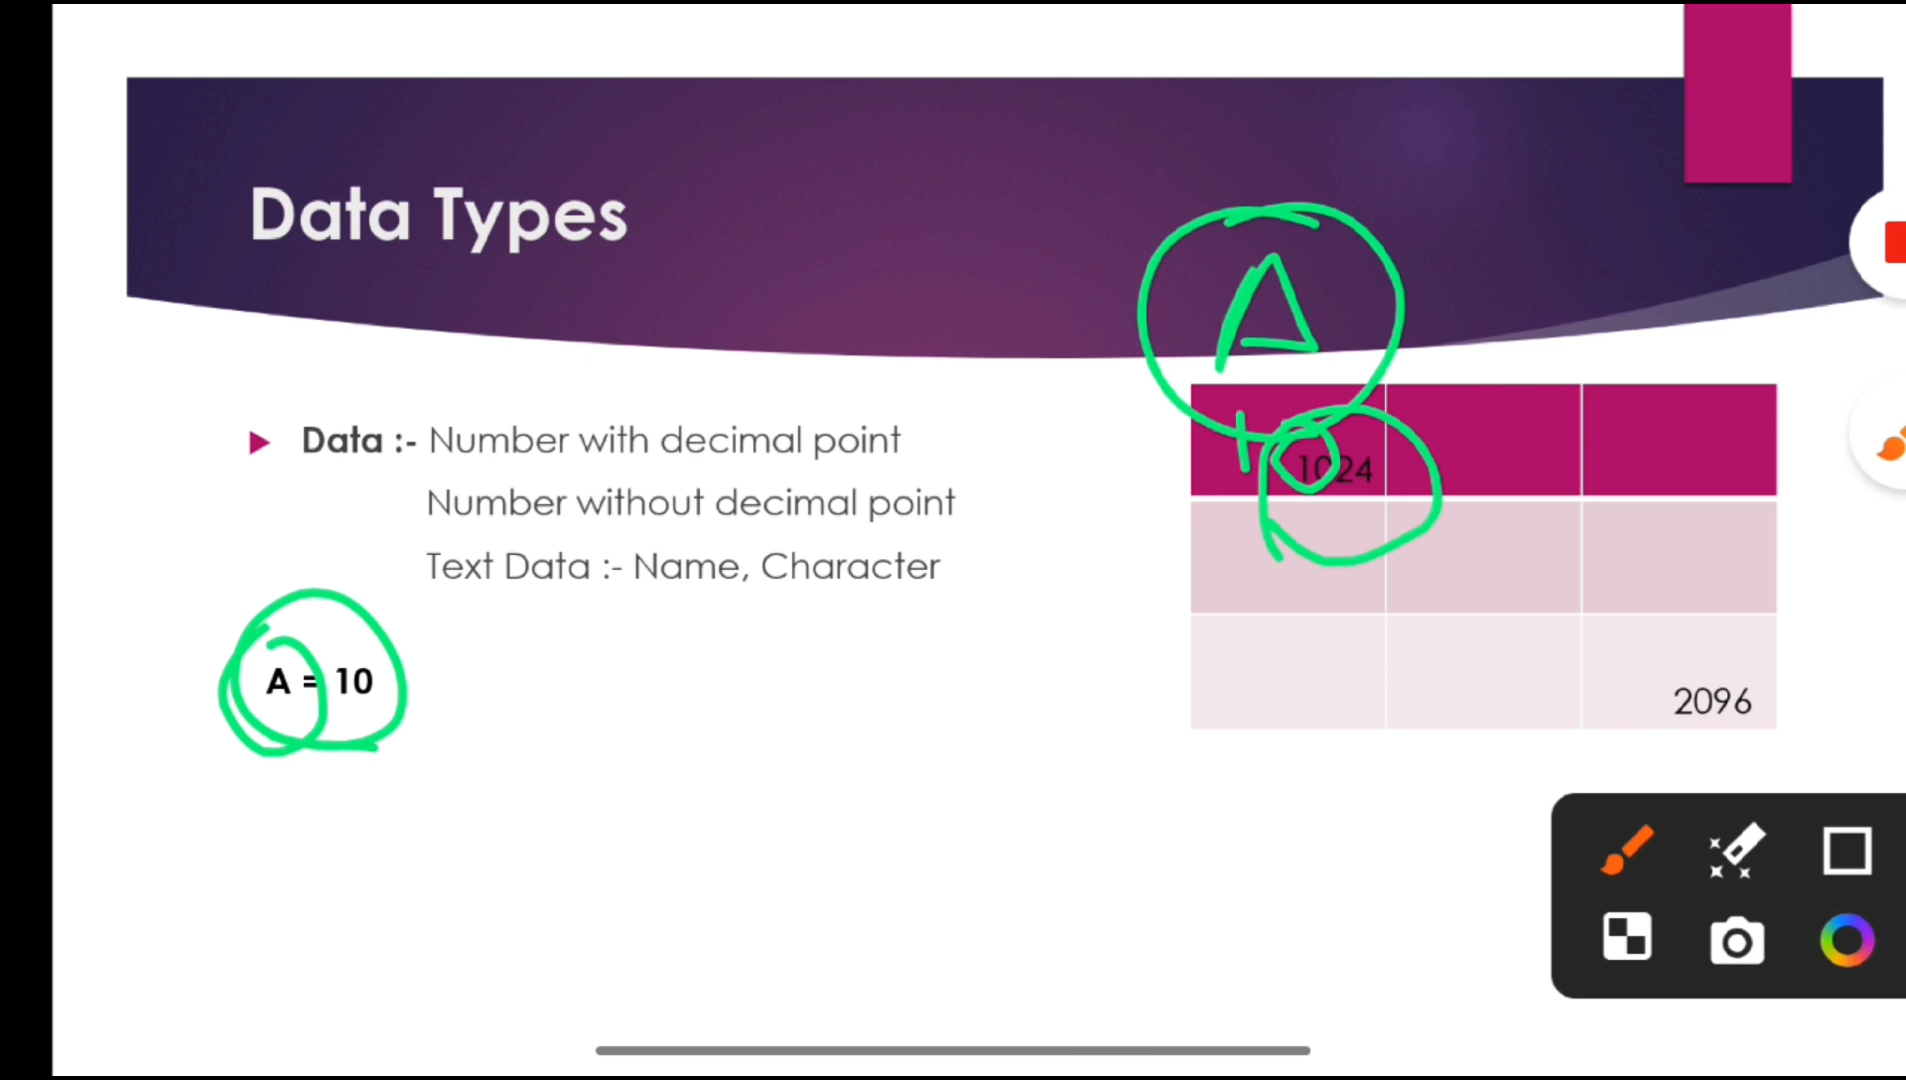 Data Types
A
Data :- Number with decimal point
Number without decimal point
Text Data :- Name, Character
A = 10
1024
2096